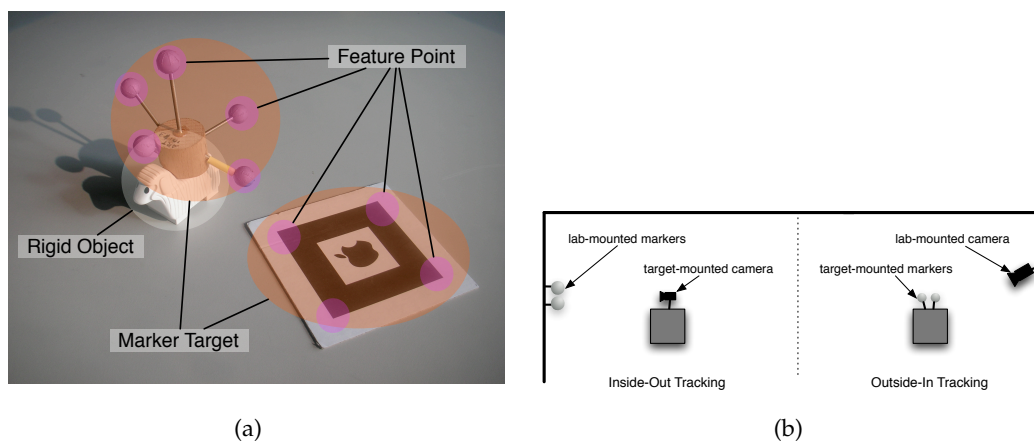 Feature Point
Rigid Object
Marker Target
(a)
lab-mounted markers
target-mounted camera
Inside-Out Tracking
lab-mounted camera
target-mounted markers
Outside-In Tracking
(b)